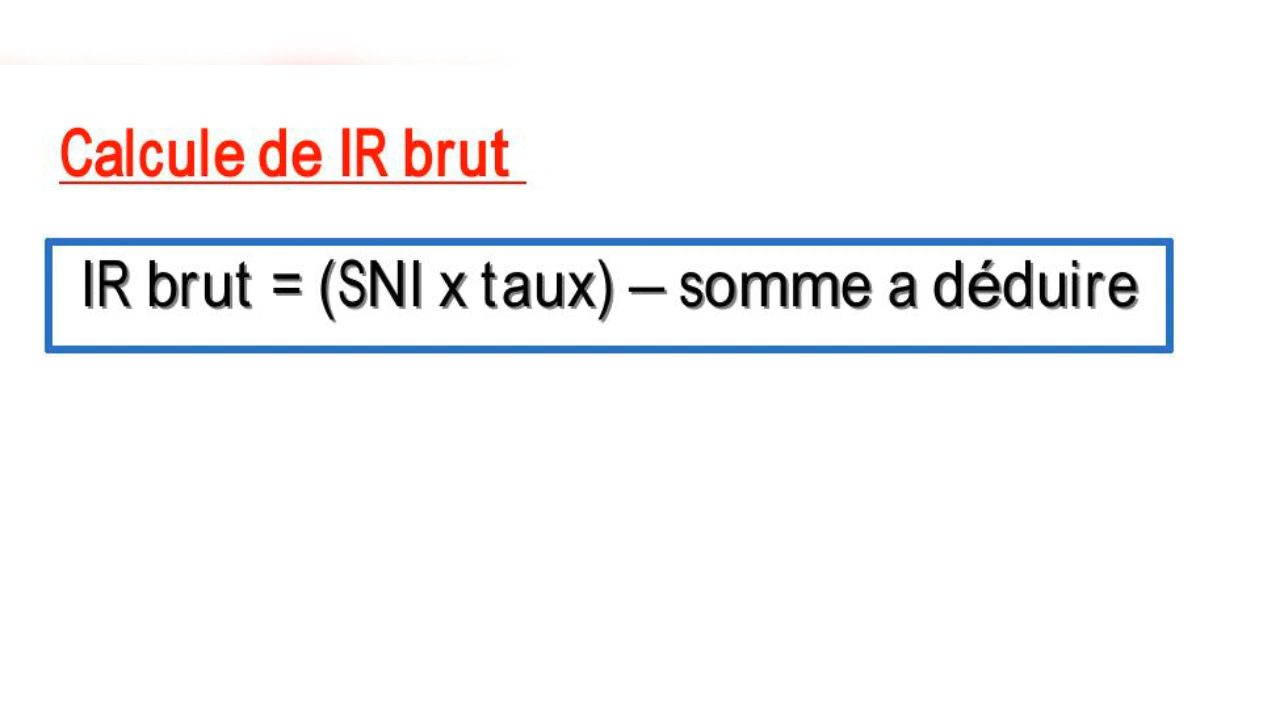 Calcule de IR brut
IR brut = (SNI x taux) – somme a déduire